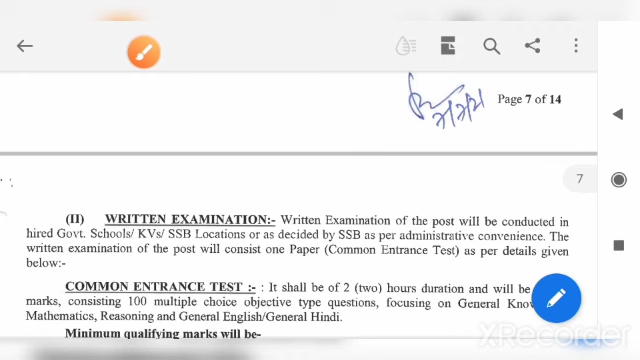 Page 7 of 14
7
(II) WRITTEN EXAMINATION:- Written Examination of the post will be conducted in
hired Govt. Schools/ KVs/ SSB Locations or as decided by SSB as per administrative convenience. The
written examination of the post will consist one Paper (Common Entrance Test) as per details given
below:-
COMMON ENTRANCE TEST :- : It shall be of 2 (two) hours duration and will be
marks, consisting 100 multiple choice objective type questions, focusing on General Know
Mathematics, Reasoning and General English/General Hindi.
Minimum qualifying marks will be-
XRecorder